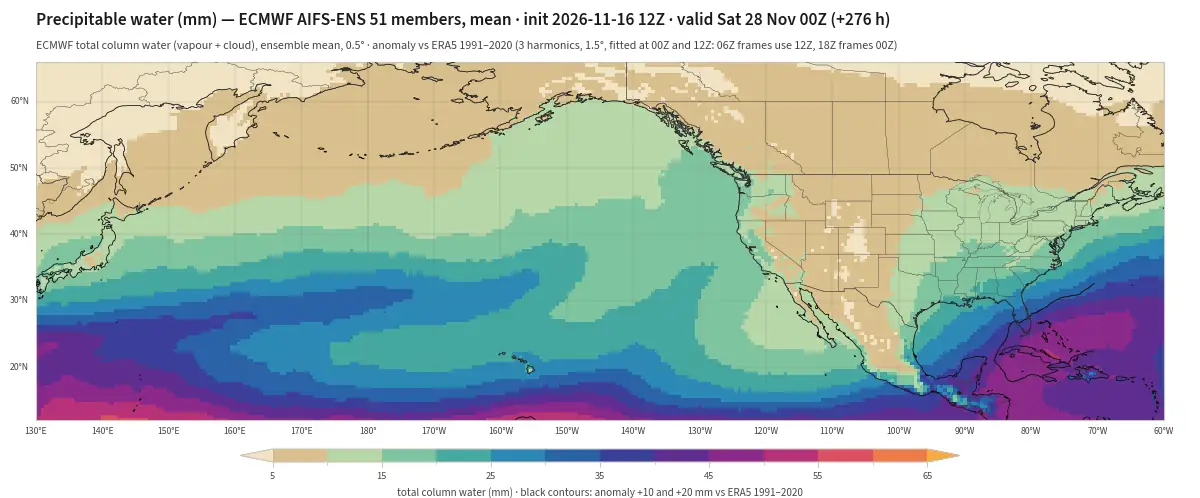 Precipitable water (mm) — ECMWF AIFS-ENS 51 members, mean · init 2026-11-16 12Z · valid Sat 28 Nov 00Z (+276 h)
ECMWF total column water (vapour + cloud), ensemble mean, 0.5° · anomaly vs ERA5 1991–2020 (3 harmonics, 1.5°, fitted at 00Z and 12Z: 06Z frames use 12Z, 18Z frames 00Z)
60°N
50°N
40°N
30°N
20°N
130°E 140°E 150°E 160°E 170°E 180° 170°W 160°W 150°W 140°W 130°W 120°W 110°W 100°W 90°W 80°W 70°W 60°W
5 15 25 35 45 55 65
total column water (mm) · black contours: anomaly +10 and +20 mm vs ERA5 1991–2020